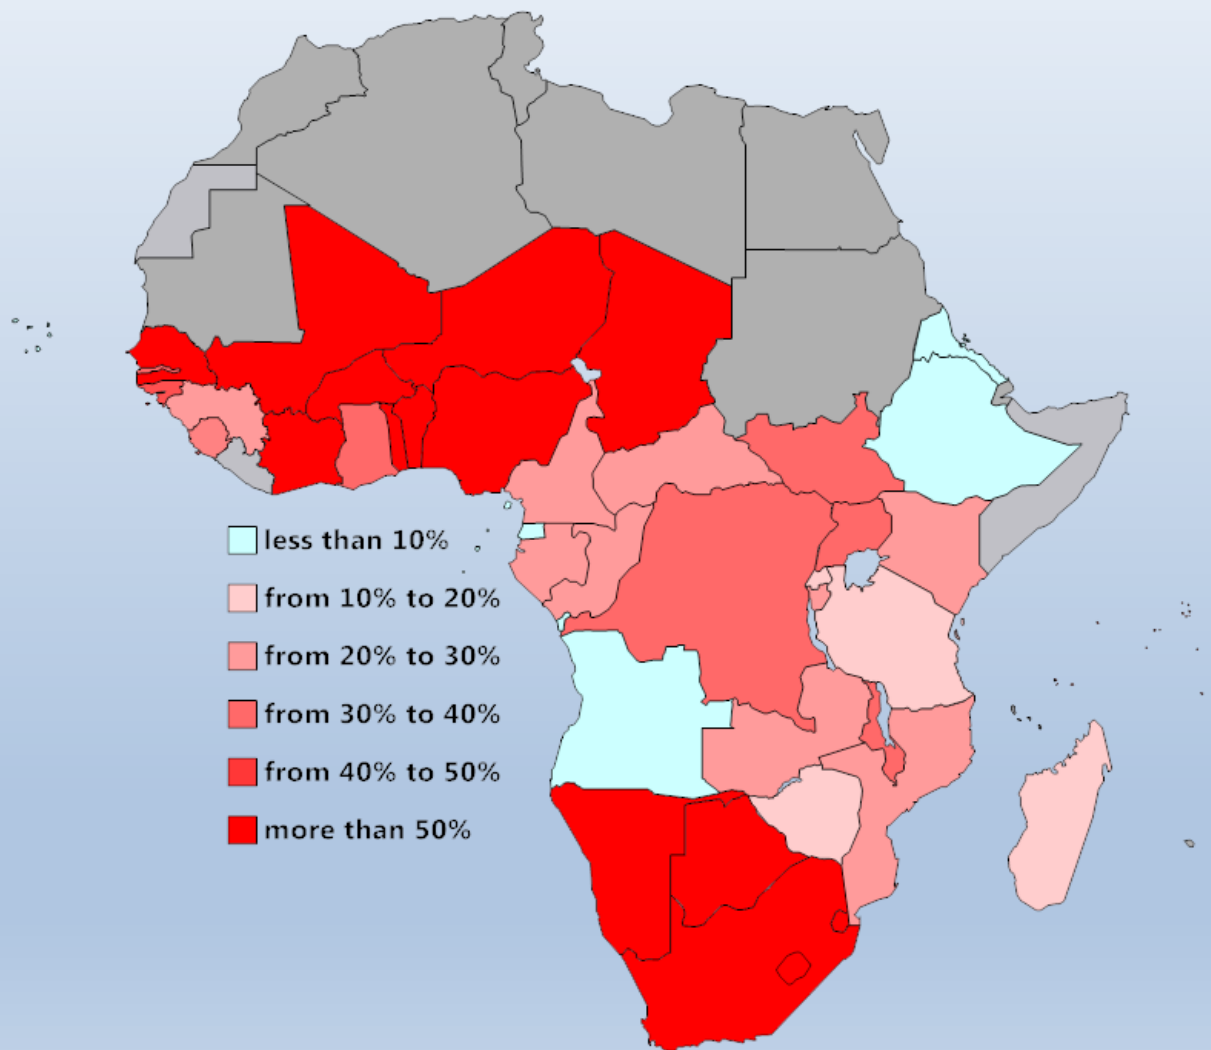 less than 10%
from 10% to 20%
from 20% to 30%
from 30% to 40%
from 40% to 50%
more than 50%